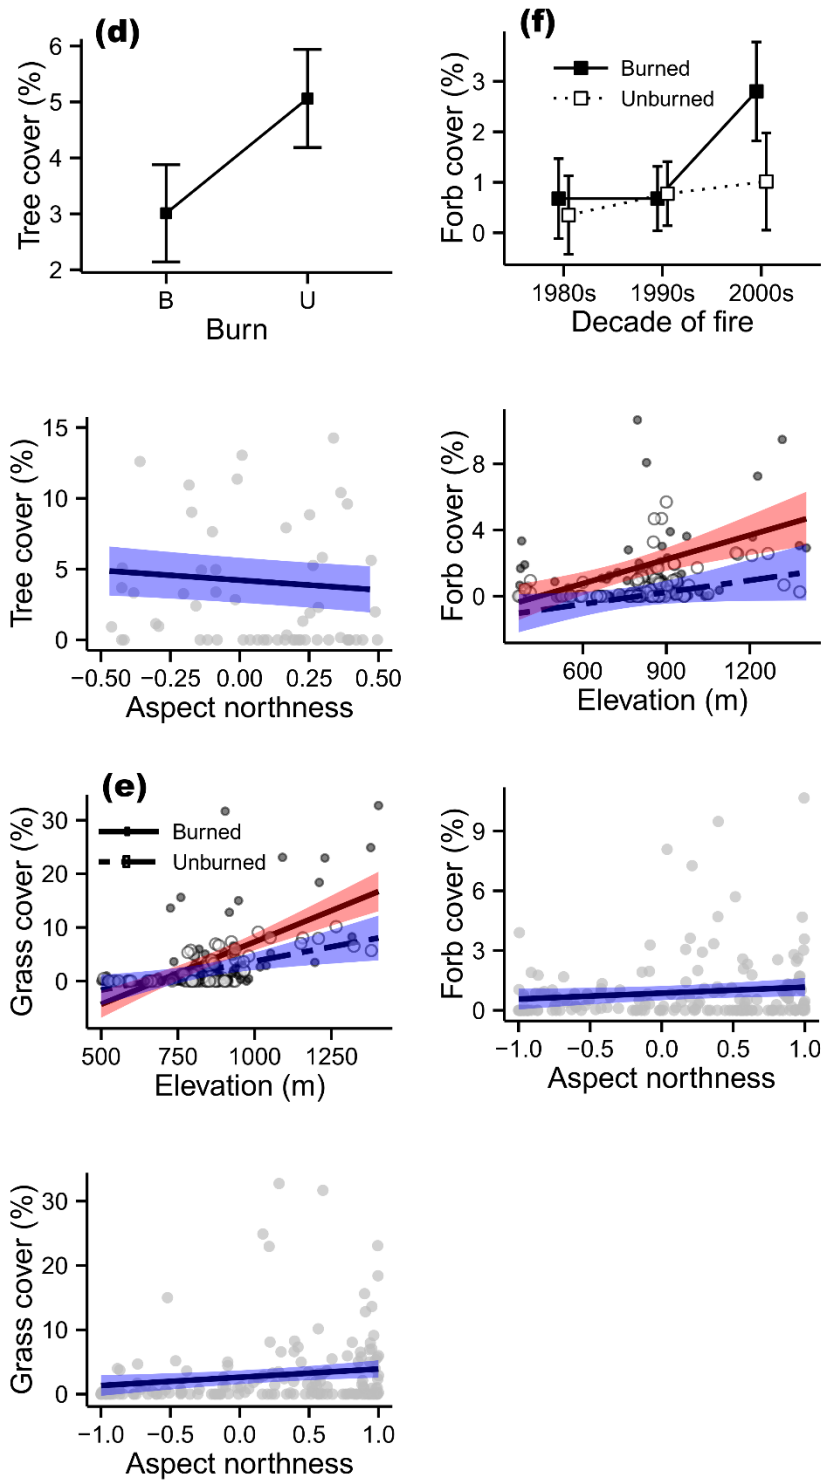 (d)
Tree cover (%)
6
5
4
3
2
B
U
Burn
(f)
Forb cover (%)
3
2
1
0
Burned
Unburned
1980s
1990s
2000s
Decade of fire
Tree cover (%)
15
10
5
0
−0.50
−0.25
0.00
0.25
0.50
Aspect northness
Forb cover (%)
8
4
0
600
900
1200
Elevation (m)
(e)
Grass cover (%)
30
20
10
0
Burned
Unburned
500
750
1000
1250
Elevation (m)
Forb cover (%)
9
6
3
0
−1.0
−0.5
0.0
0.5
1.0
Aspect northness
Grass cover (%)
30
20
10
0
−1.0
−0.5
0.0
0.5
1.0
Aspect northness